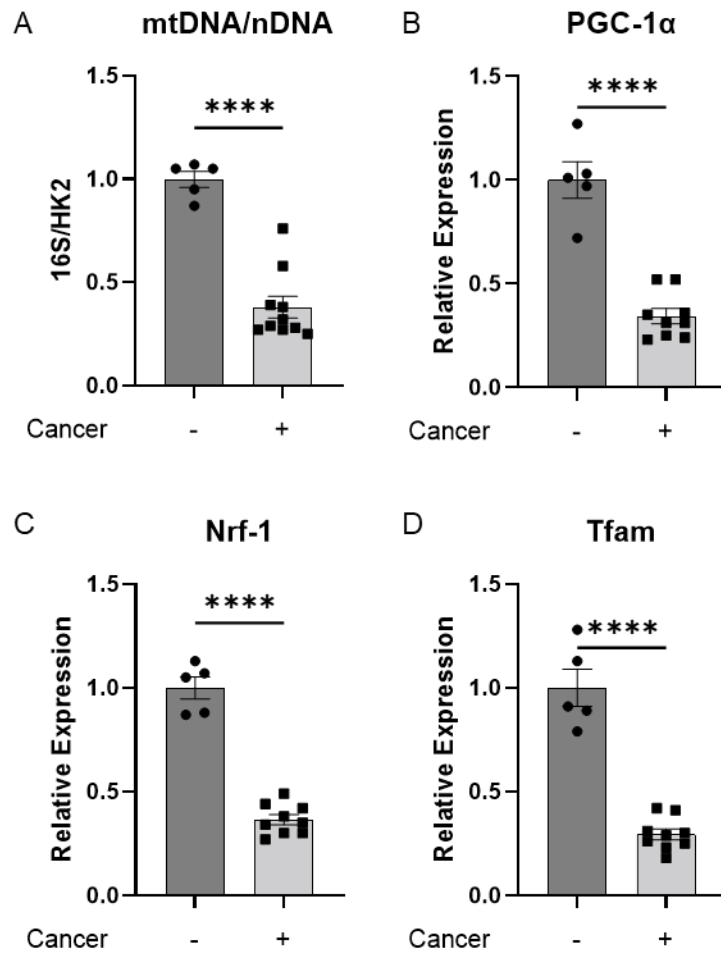 A
mtDNA/nDNA
16S/HK2
1.5
1.0
0.5
0.0
****
Cancer - +
B
PGC-1α
Relative Expression
1.5
1.0
0.5
0.0
****
Cancer - +
C
Nrf-1
Relative Expression
1.5
1.0
0.5
0.0
****
Cancer - +
D
Tfam
Relative Expression
1.5
1.0
0.5
0.0
****
Cancer - +